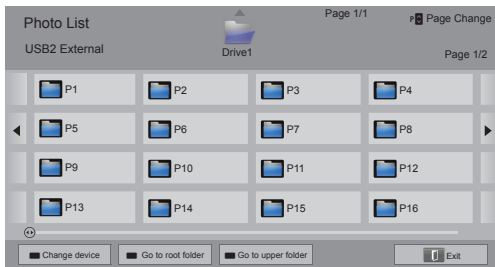 Photo List
Page 1/1
P Page Change
USB2 External
Drive1
Page 1/2
P1 P2 P3 P4
P5 P6 P7 P8
P9 P10 P11 P12
P13 P14 P15 P16
Change device Go to root folder Go to upper folder Exit